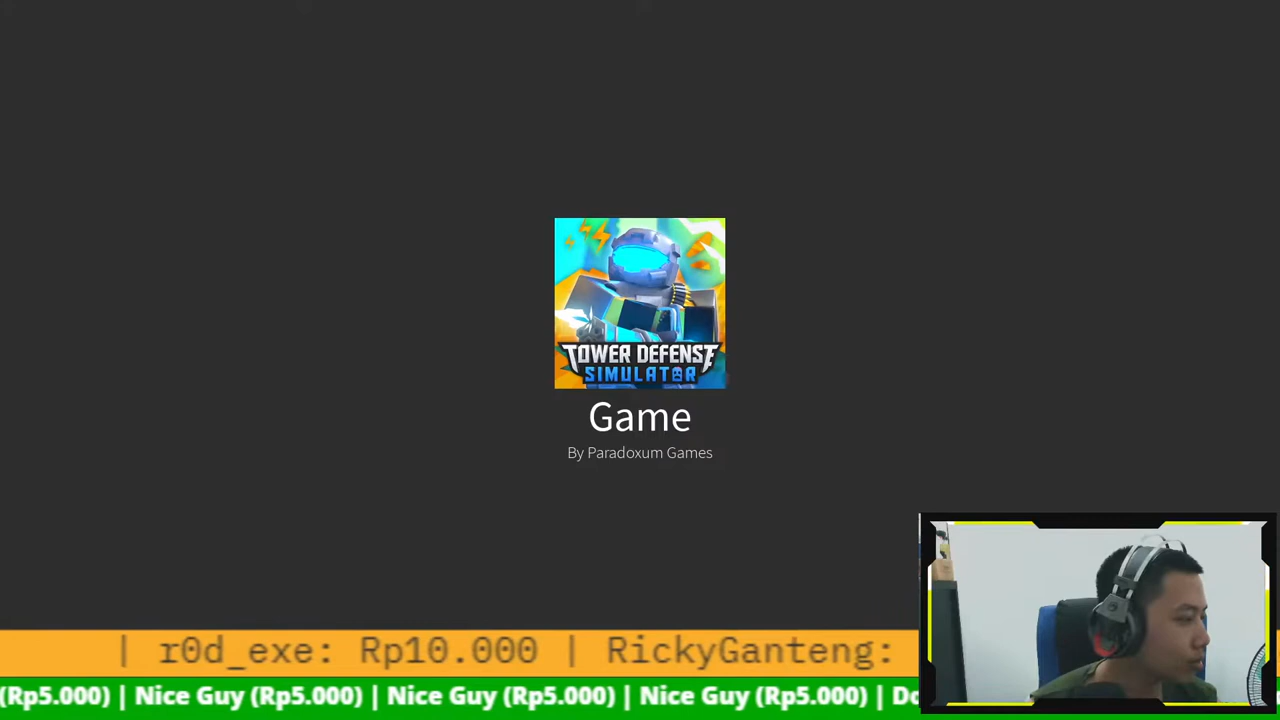 TOWER DEFENSE
SIMULATOR
Game
By Paradoxum Games
| r0d_exe: Rp10.000 | RickyGanteng:
(Rp5.000) | Nice Guy (Rp5.000) | Nice Guy (Rp5.000) | Nice Guy (Rp5.000) | Do